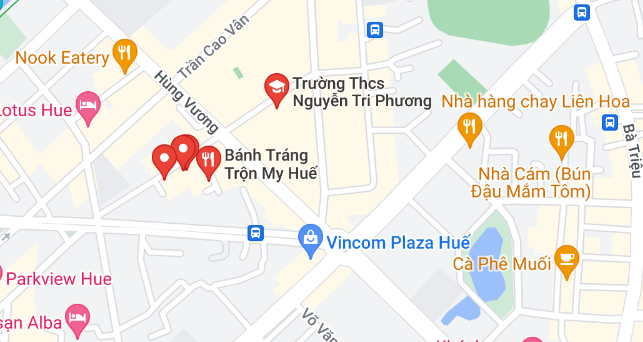 Nook Eatery
Trần Cao Vân
Hùng Vương
Lotus Hue
Trường Thcs
Nguyễn Tri Phương
Nhà hàng chay Liên Hoa
Bà Triệu
Bánh Tráng
Trộn My Huế
Nhà Cám (Bún
Đậu Mắm Tôm)
Vincom Plaza Huế
Cà Phê Muối
Parkview Hue
sạn Alba
Võ Văn